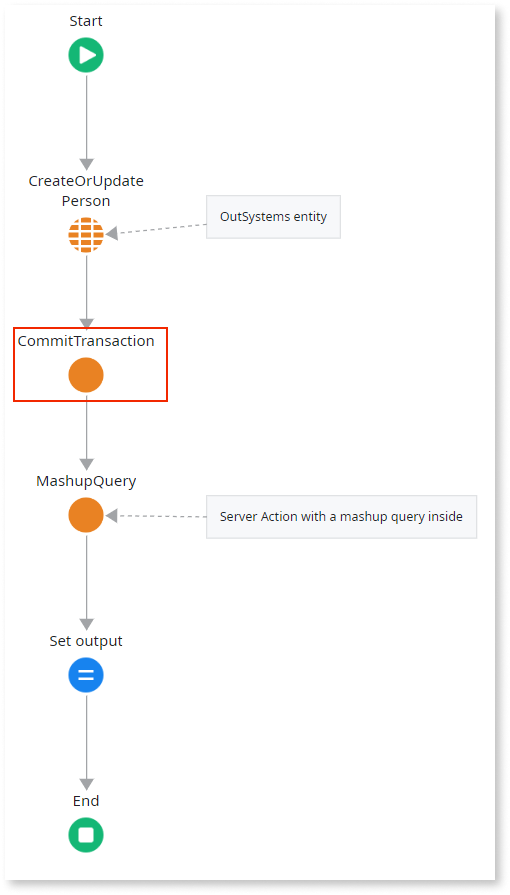 Start
CreateOrUpdate
Person
OutSystems entity
CommitTransaction
MashupQuery
Server Action with a mashup query inside
Set output
End